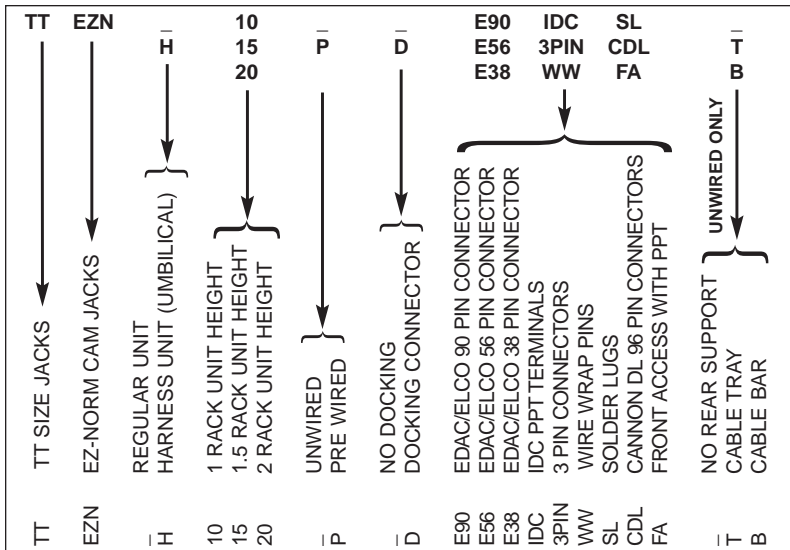 TT EZN _ 10 _ _ E90 IDC SL _
H 15 P D E56 3PIN CDL T
20 E38 WW FA B
UNWIRED ONLY
TT SIZE JACKS
EZ-NORM CAM JACKS
REGULAR UNIT
HARNESS UNIT (UMBILICAL)
1 RACK UNIT HEIGHT
1.5 RACK UNIT HEIGHT
2 RACK UNIT HEIGHT
UNWIRED
PRE WIRED
NO DOCKING
DOCKING CONNECTOR
EDAC/ELCO 90 PIN CONNECTOR
EDAC/ELCO 56 PIN CONNECTOR
EDAC/ELCO 38 PIN CONNECTOR
IDC PPT TERMINALS
3 PIN CONNECTORS
WIRE WRAP PINS
SOLDER LUGS
CANNON DL 96 PIN CONNECTORS
FRONT ACCESS WITH PPT
NO REAR SUPPORT
CABLE TRAY
CABLE BAR
TT
EZN
_
H
10
15
20
_
P
_
D
E90
E56
E38
IDC
3PIN
WW
SL
CDL
FA
_
T
B